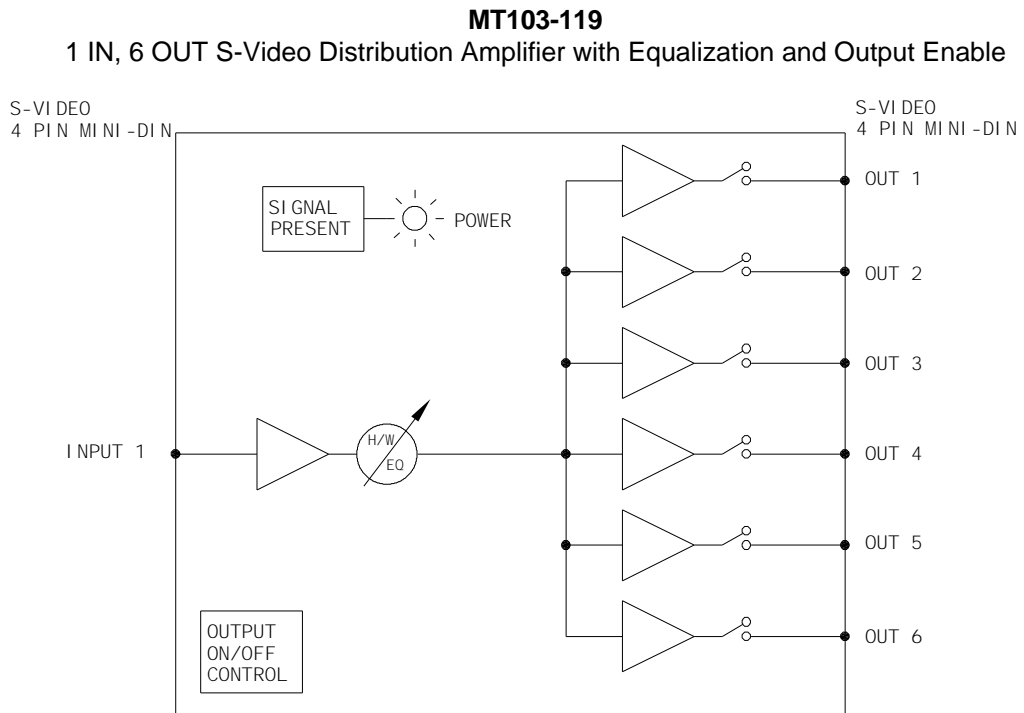 MT103-119
1 IN, 6 OUT S-Video Distribution Amplifier with Equalization and Output Enable
S-VIDEO
4 PIN MINI-DIN
S-VIDEO
4 PIN MINI-DIN
SIGNAL
PRESENT
POWER
OUT 1
OUT 2
OUT 3
INPUT 1
H/W
EQ
OUT 4
OUT 5
OUTPUT
ON/OFF
CONTROL
OUT 6